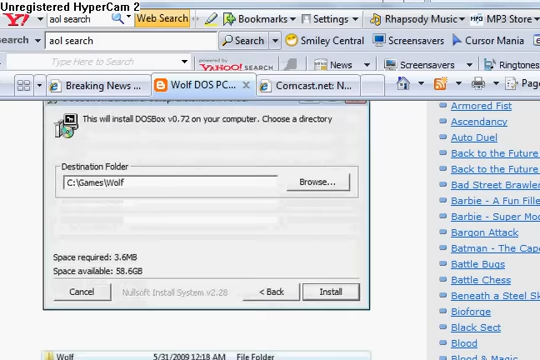 Unregistered HyperCam 2
aol search Web Search Bookmarks Settings Rhapsody Music MP3 Store
aol search Search Smiley Central Screensavers Cursor Mania
Type here to Search powered by YAHOO! SEARCH News Screensavers Ringtones
Breaking News ... Wolf DOS PC... Comcast.net: N... Page
This will install DOSBox v0.72 on your computer. Choose a directory
Destination Folder
C:\Games\Wolf Browse...
Space required: 3.6MB
Space available: 58.6GB
Cancel Nullsoft Install System v2.28 < Back Install
Wolf 5/31/2009 12:18 AM File Folder
Armored Fist
Ascendancy
Auto Duel
Back to the Future
Back to the Future
Bad Street Brawler
Barbie - A Fun Fille
Barbie - Super Mod
Bargon Attack
Batman - The Cape
Battle Bugs
Battle Chess
Beneath a Steel Sk
Bioforge
Black Sect
Blood
Blood & Magic